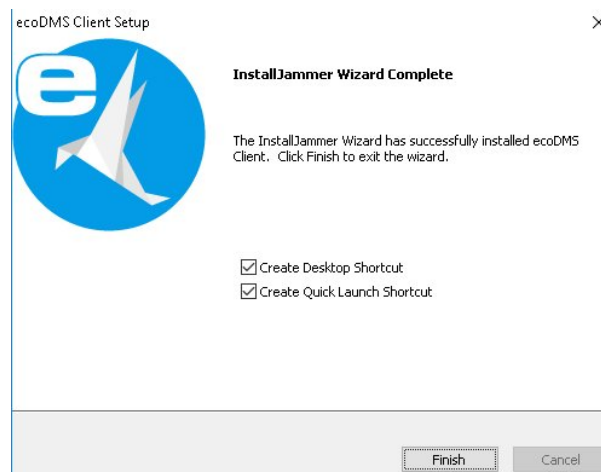 ecoDMS Client Setup
e
InstallJammer Wizard Complete
The InstallJammer Wizard has successfully installed ecoDMS
Client. Click Finish to exit the wizard.
Create Desktop Shortcut
Create Quick Launch Shortcut
Finish Cancel